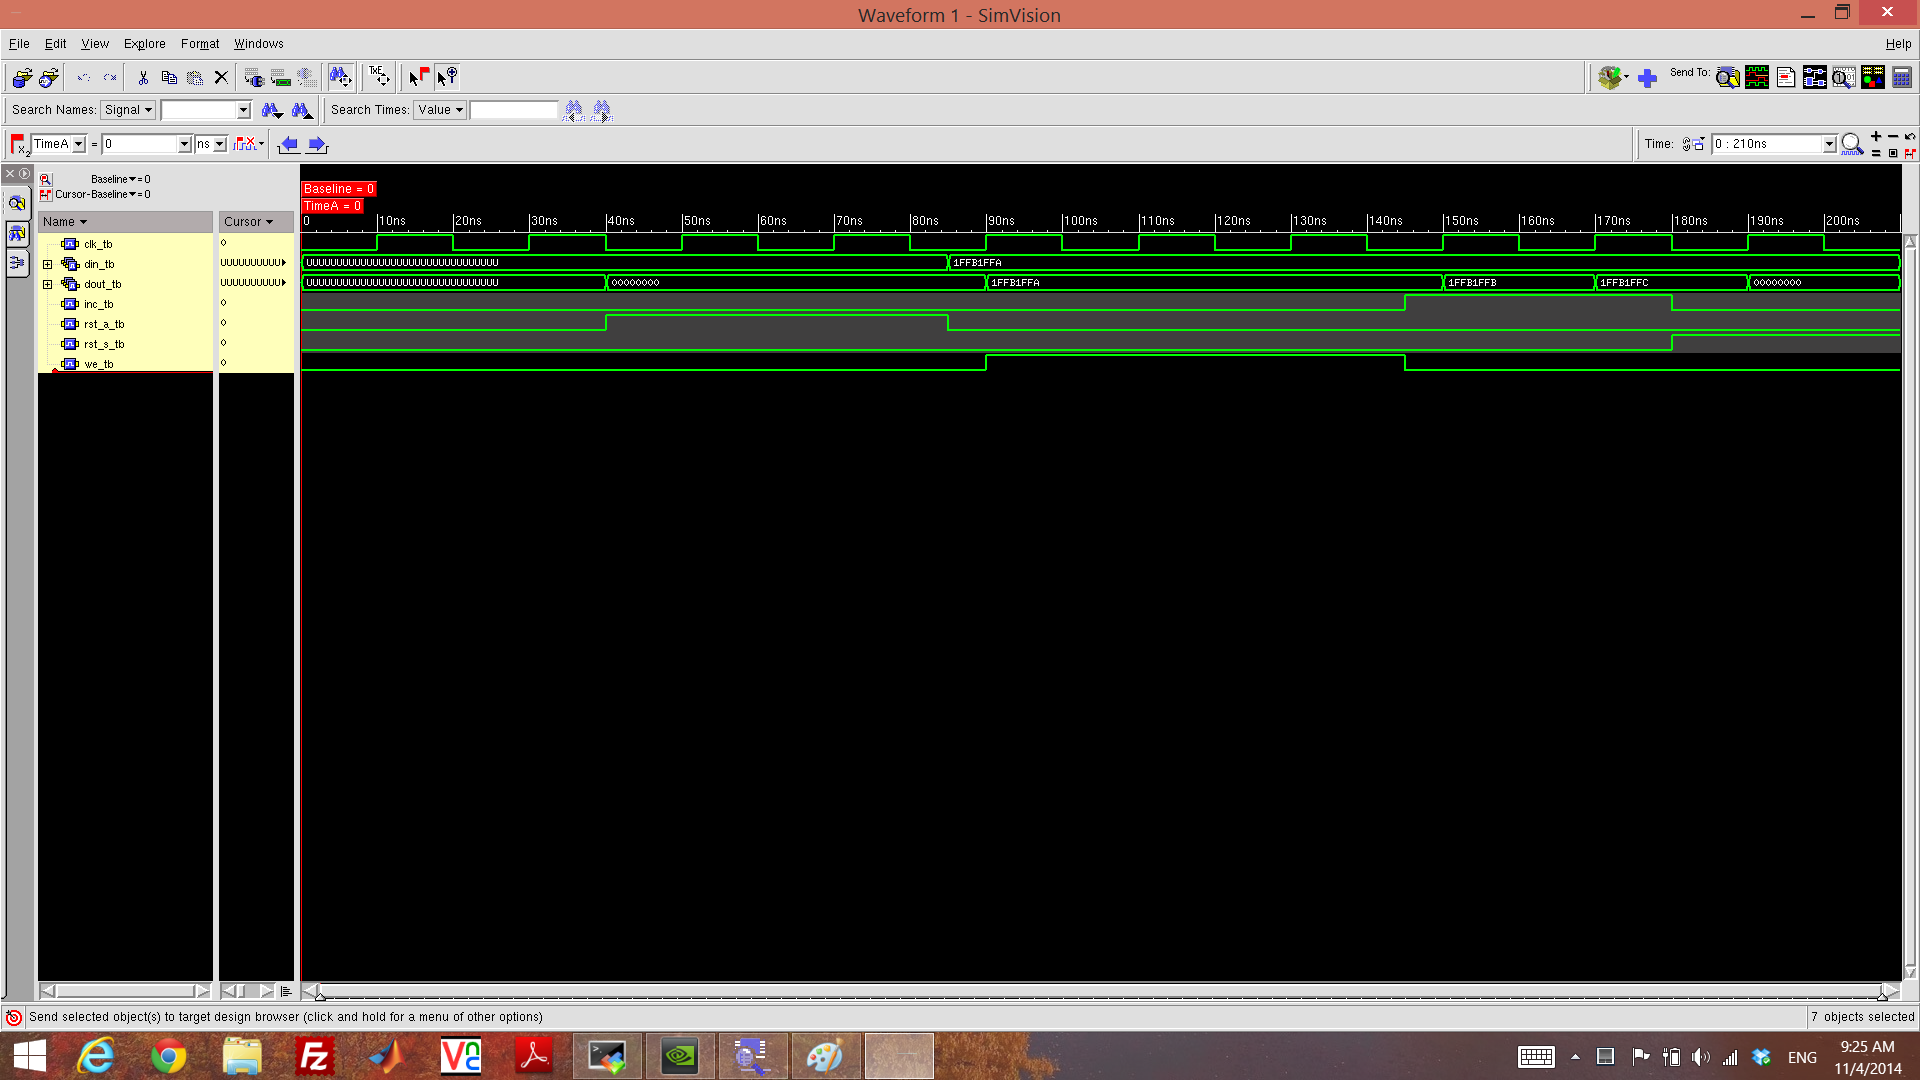 Waveform 1 - SimVision
File Edit View Explore Format Windows Help
TxE Send To:
Search Names: Signal Search Times: Value
TimeA = 0 ns Time: 0 : 210ns
Baseline = 0
Cursor-Baseline = 0
Baseline = 0
TimeA = 0
Name Cursor 0 10ns 20ns 30ns 40ns 50ns 60ns 70ns 80ns 90ns 100ns 110ns 120ns 130ns 140ns 150ns 160ns 170ns 180ns 190ns 200ns
clk_tb 0
din_tb UUUUUUUUUU UUUUUUUUUUUUUUUUUUUUUUUUUUUUUUUU 1FFB1FFA
dout_tb UUUUUUUUUU UUUUUUUUUUUUUUUUUUUUUUUUUUUUUUUU 00000000 1FFB1FFA 1FFB1FFB 1FFB1FFC 00000000
inc_tb 0
rst_a_tb 0
rst_s_tb 0
we_tb 0
Send selected object(s) to target design browser (click and hold for a menu of other options) 7 objects selected
ENG 9:25 AM
11/4/2014